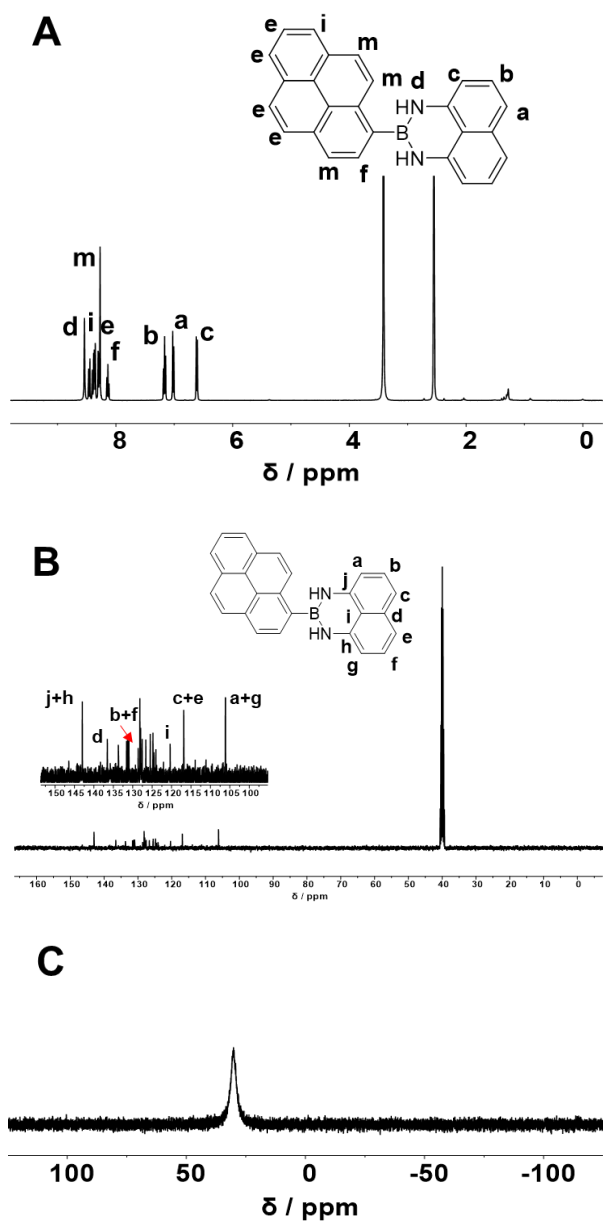 A
e i
e m
m d c b
HN
e a
B
e HN
m f
m
d i e
f
b a c
8 6 4 2 0
δ / ppm
B
a
j b
HN c
i d
B
HN e
h f
g
j+h
b+f c+e a+g
d i
150 145 140 135 130 125 120 115 110 105 100
δ / ppm
160 150 140 130 120 110 100 90 80 70 60 50 40 30 20 10 0
δ / ppm
C
100 50 0 -50 -100
δ / ppm